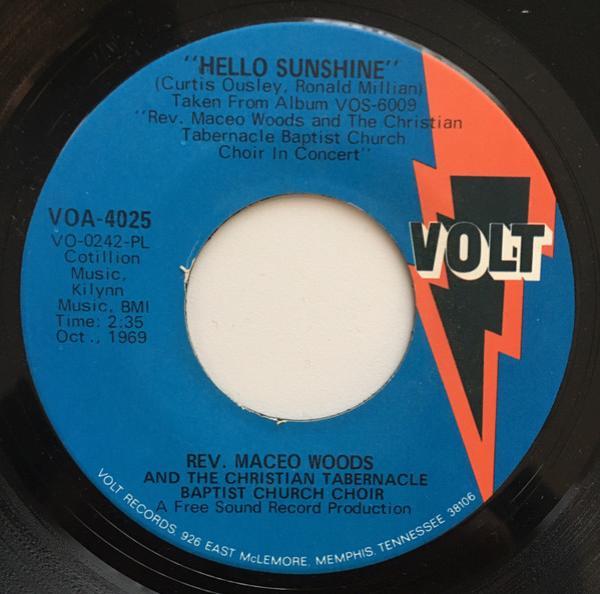 "HELLO SUNSHINE"
(Curtis Ousley, Ronald Millian)
Taken From Album VOS-6009
"Rev. Maceo Woods and The Christian
Tabernacle Baptist Church
Choir In Concert"
VOA-4025
VO-0242-PL
Cotillion
Music,
Kilynn
Music, BMI
Time: 2:35
Oct., 1969
VOLT
REV. MACEO WOODS
AND THE CHRISTIAN TABERNACLE
BAPTIST CHURCH CHOIR
A Free Sound Record Production
VOLT RECORDS, 926 EAST McLEMORE, MEMPHIS, TENNESSEE 38106